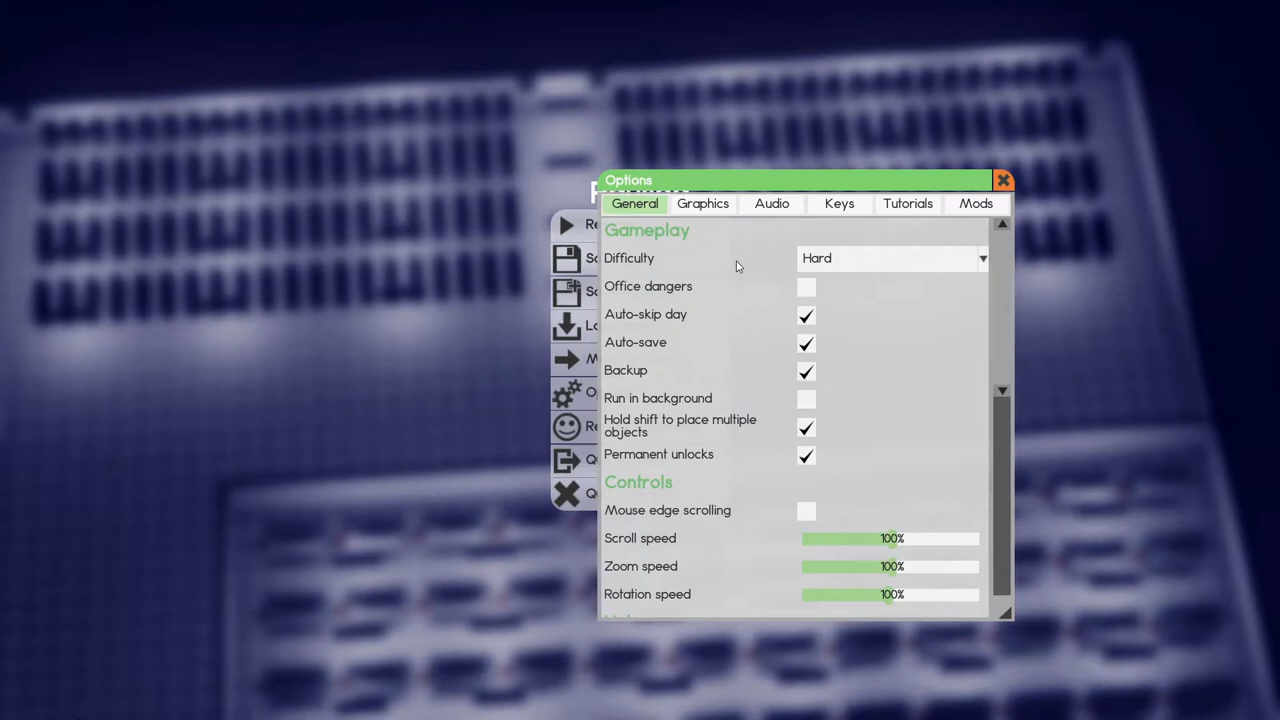 Options
General Graphics Audio Keys Tutorials Mods
Gameplay
Difficulty Hard
Office dangers
Auto-skip day
Auto-save
Backup
Run in background
Hold shift to place multiple
objects
Permanent unlocks
Controls
Mouse edge scrolling
Scroll speed 100%
Zoom speed 100%
Rotation speed 100%